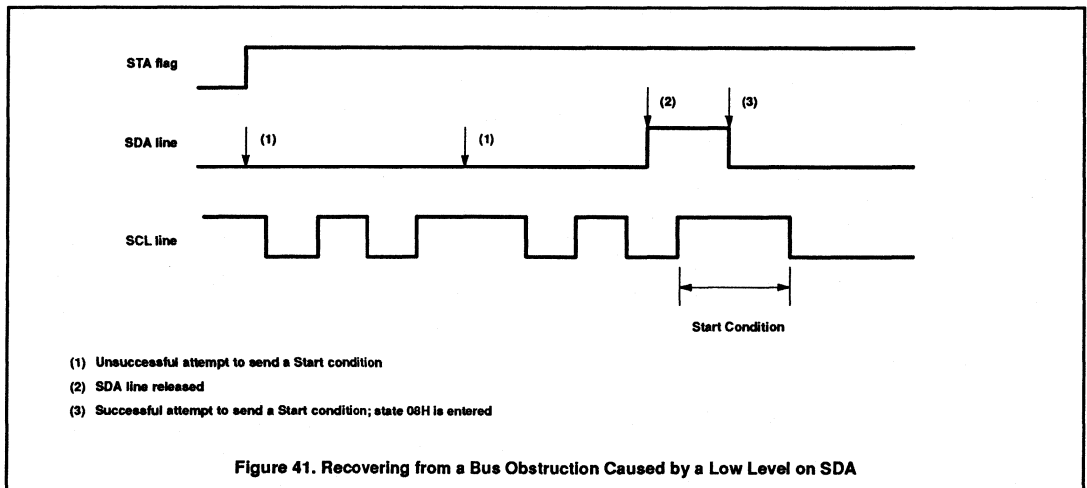 STA flag
(2) (3)
SDA line (1) (1)
SCL line
Start Condition
(1) Unsuccessful attempt to send a Start condition
(2) SDA line released
(3) Successful attempt to send a Start condition; state 08H is entered
Figure 41. Recovering from a Bus Obstruction Caused by a Low Level on SDA